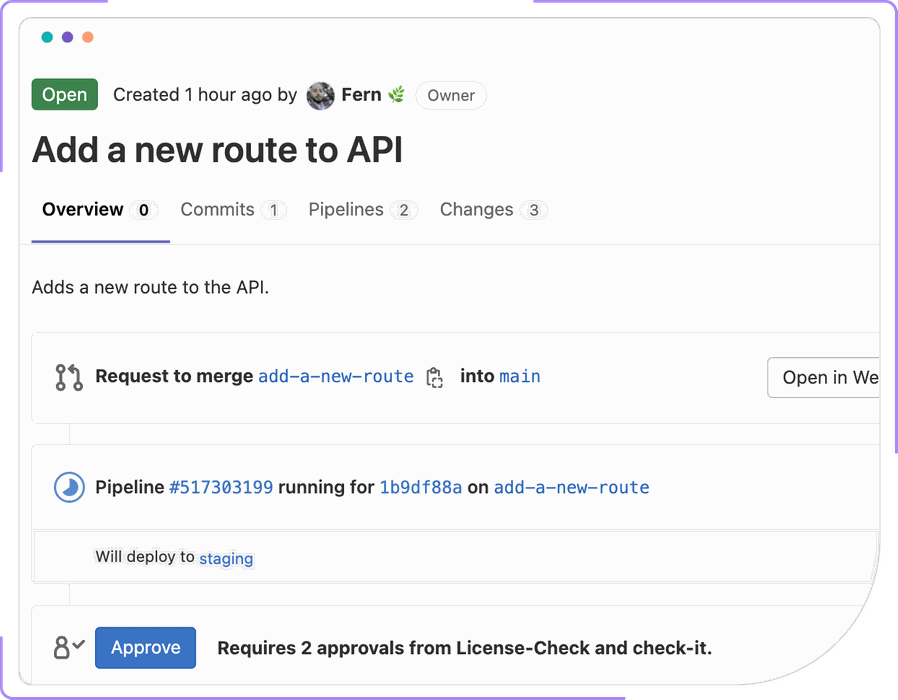 Open Created 1 hour ago by Fern Owner
Add a new route to API
Overview 0 Commits 1 Pipelines 2 Changes 3
Adds a new route to the API.
Request to merge add-a-new-route into main Open in We
Pipeline #517303199 running for 1b9df88a on add-a-new-route
Will deploy to staging
Approve Requires 2 approvals from License-Check and check-it.